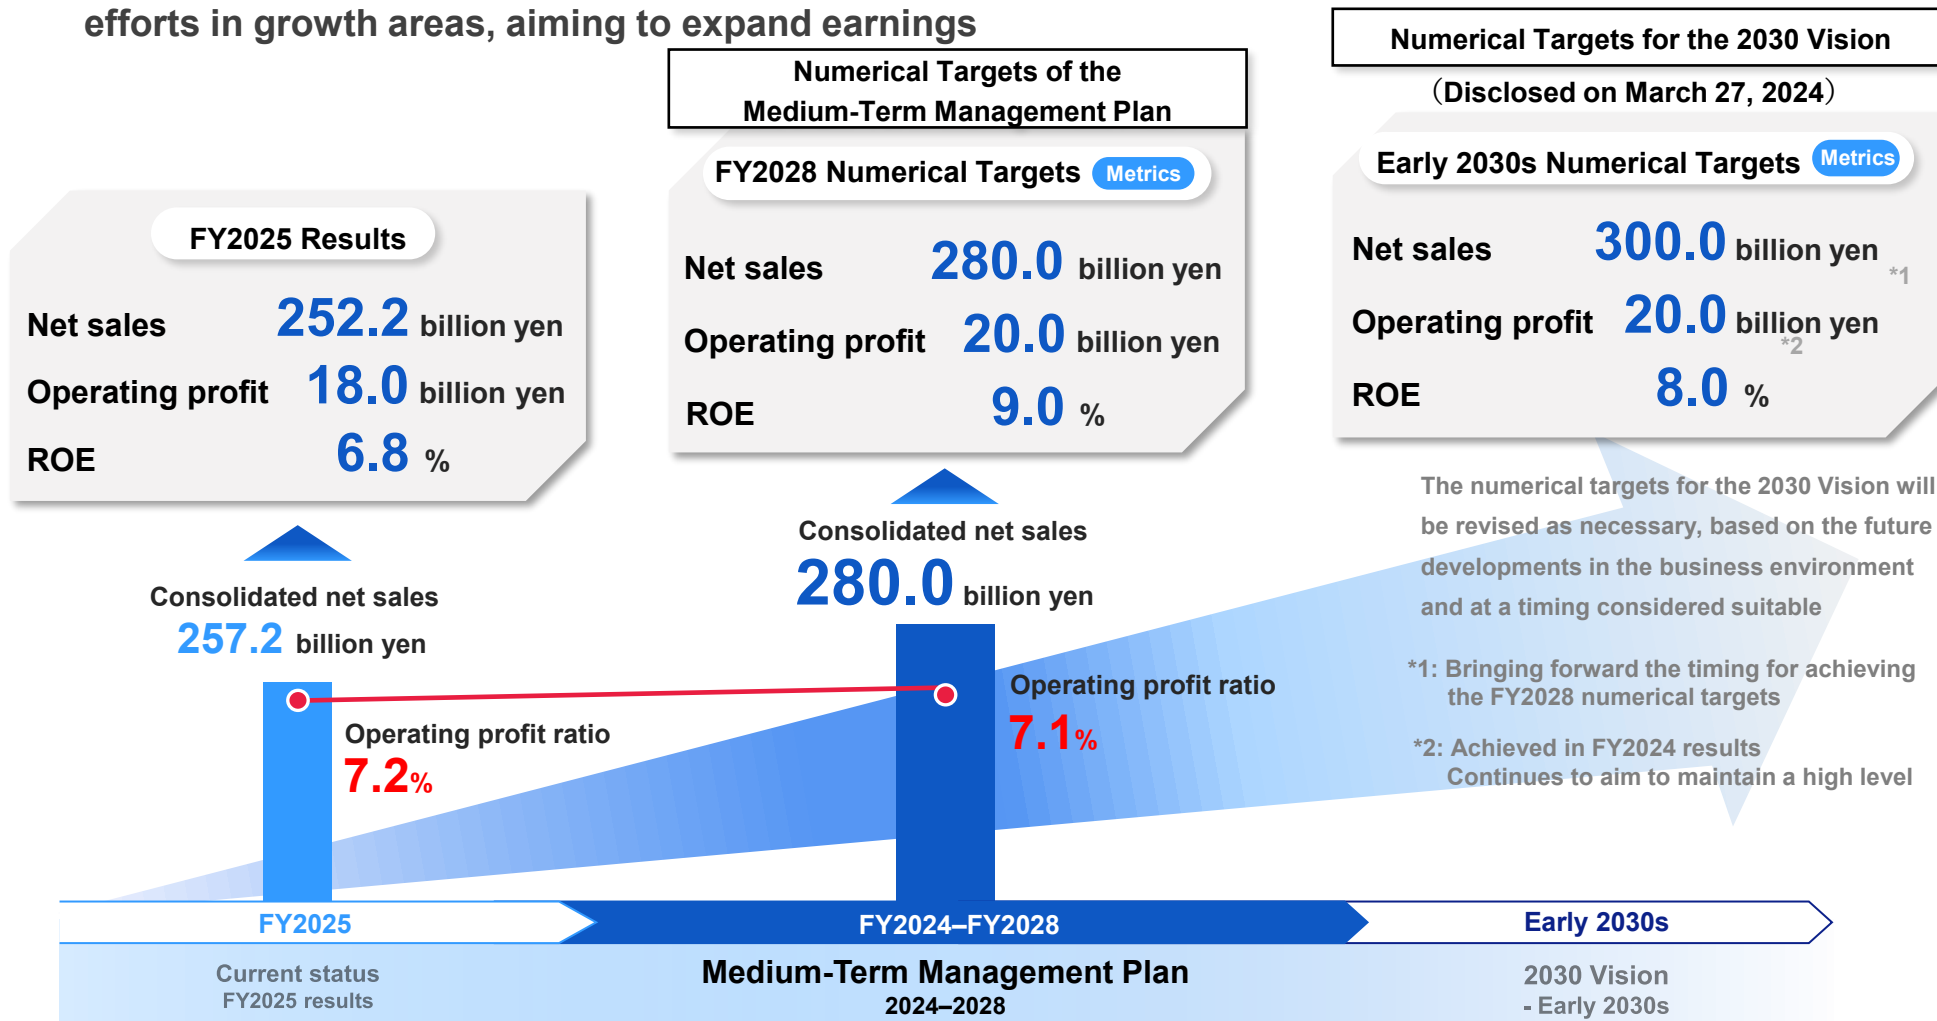 efforts in growth areas, aiming to expand earnings
FY2025 Results
Net sales 252.2 billion yen
Operating profit 18.0 billion yen
ROE 6.8 %
Consolidated net sales
257.2 billion yen
Operating profit ratio
7.2%
Numerical Targets of the
Medium-Term Management Plan
FY2028 Numerical Targets Metrics
Net sales 280.0 billion yen
Operating profit 20.0 billion yen
ROE 9.0 %
Consolidated net sales
280.0 billion yen
Operating profit ratio
7.1%
Numerical Targets for the 2030 Vision
（Disclosed on March 27, 2024）
Early 2030s Numerical Targets Metrics
Net sales 300.0 billion yen *1
Operating profit 20.0 billion yen *2
ROE 8.0 %
The numerical targets for the 2030 Vision will
be revised as necessary, based on the future
developments in the business environment
and at a timing considered suitable
*1: Bringing forward the timing for achieving
the FY2028 numerical targets
*2: Achieved in FY2024 results
Continues to aim to maintain a high level
FY2025
FY2024–FY2028
Early 2030s
Current status
FY2025 results
Medium-Term Management Plan
2024–2028
2030 Vision
- Early 2030s